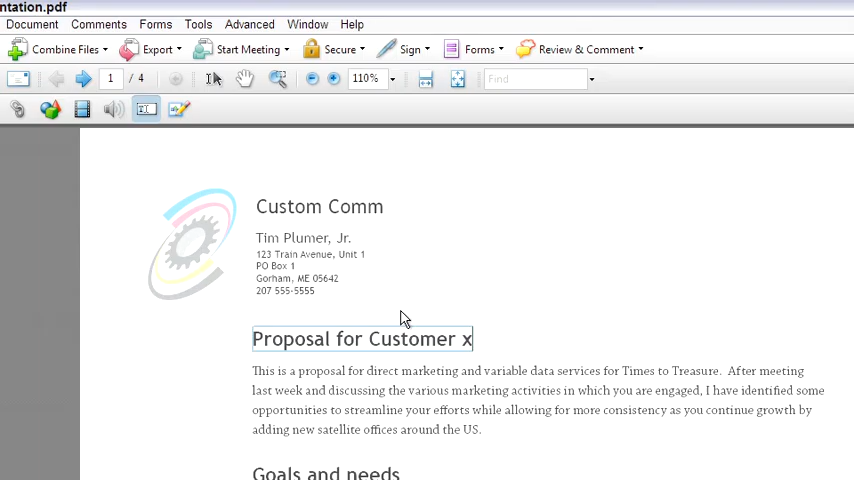 ntation.pdf
Document Comments Forms Tools Advanced Window Help
Combine Files Export Start Meeting Secure Sign Forms Review & Comment
1 / 4 110% Find
Custom Comm
Tim Plumer, Jr.
123 Train Avenue, Unit 1
PO Box 1
Gorham, ME 05642
207 555-5555
Proposal for Customer x
This is a proposal for direct marketing and variable data services for Times to Treasure. After meeting
last week and discussing the various marketing activities in which you are engaged, I have identified some
opportunities to streamline your efforts while allowing for more consistency as you continue growth by
adding new satellite offices around the US.
Goals and needs